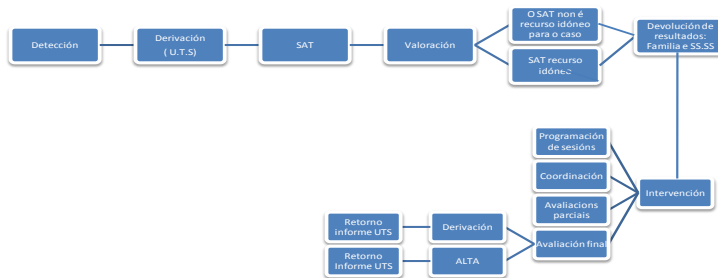 Detección
Derivación
( U.T.S)
SAT
Valoración
O SAT non é
recurso idóneo
para o caso
SAT recurso
idóneo
Devolución de
resultados:
Familia e SS.SS
Programación
de sesións
Coordinación
Avaliacions
parciais
Avaliación final
Intervención
Retorno
informe UTS
Derivación
Retorno
Informe UTS
ALTA